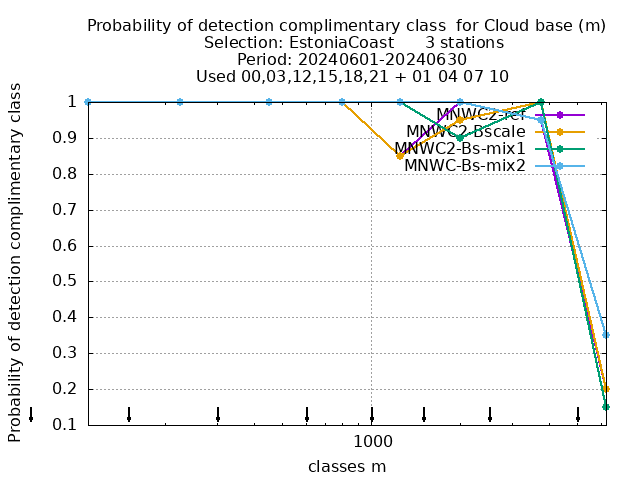 Probability of detection complimentary class  for Cloud base (m)
Selection: EstoniaCoast      3 stations
Period: 20240601-20240630
Used 00,03,12,15,18,21 + 01 04 07 10
Probability of detection complimentary class
1
0.9
0.8
0.7
0.6
0.5
0.4
0.3
0.2
0.1
MNWC2-ref
MNWC2-Bscale
MNWC2-Bs-mix1
MNWC-Bs-mix2
1000
classes m